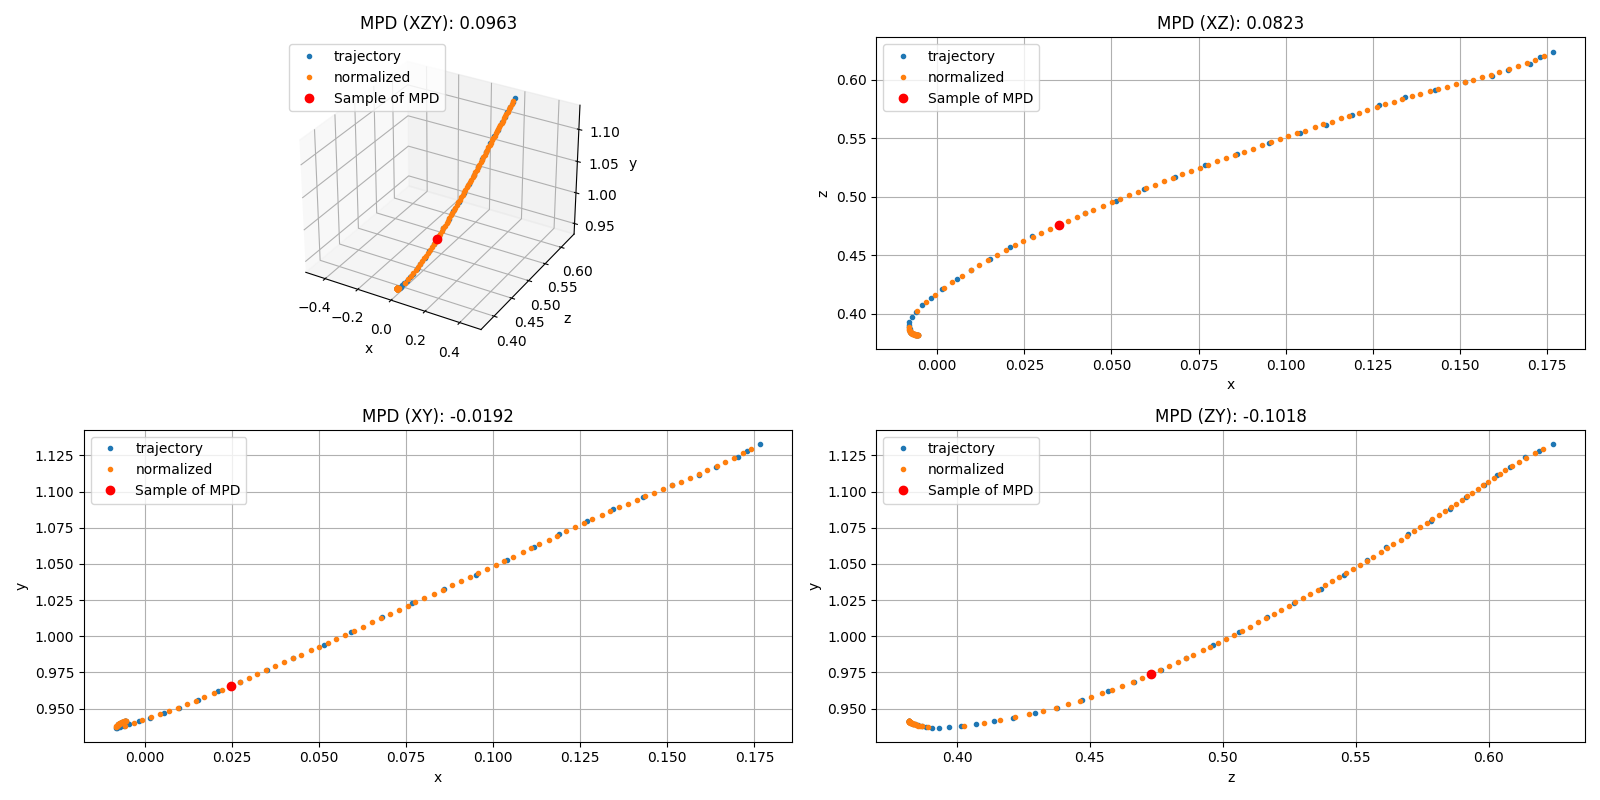 MPD (XZY): 0.0963
trajectory
normalized
Sample of MPD
1.10
1.05
1.00
0.95
y
0.60
0.55
0.50
0.45
0.40
z
−0.4
−0.2
0.0
0.2
0.4
x
MPD (XZ): 0.0823
trajectory
normalized
Sample of MPD
0.60
0.55
0.50
0.45
0.40
z
0.000 0.025 0.050 0.075 0.100 0.125 0.150 0.175
x
MPD (XY): -0.0192
trajectory
normalized
Sample of MPD
1.125
1.100
1.075
1.050
1.025
1.000
0.975
0.950
y
0.000 0.025 0.050 0.075 0.100 0.125 0.150 0.175
x
MPD (ZY): -0.1018
trajectory
normalized
Sample of MPD
1.125
1.100
1.075
1.050
1.025
1.000
0.975
0.950
y
0.40 0.45 0.50 0.55 0.60
z